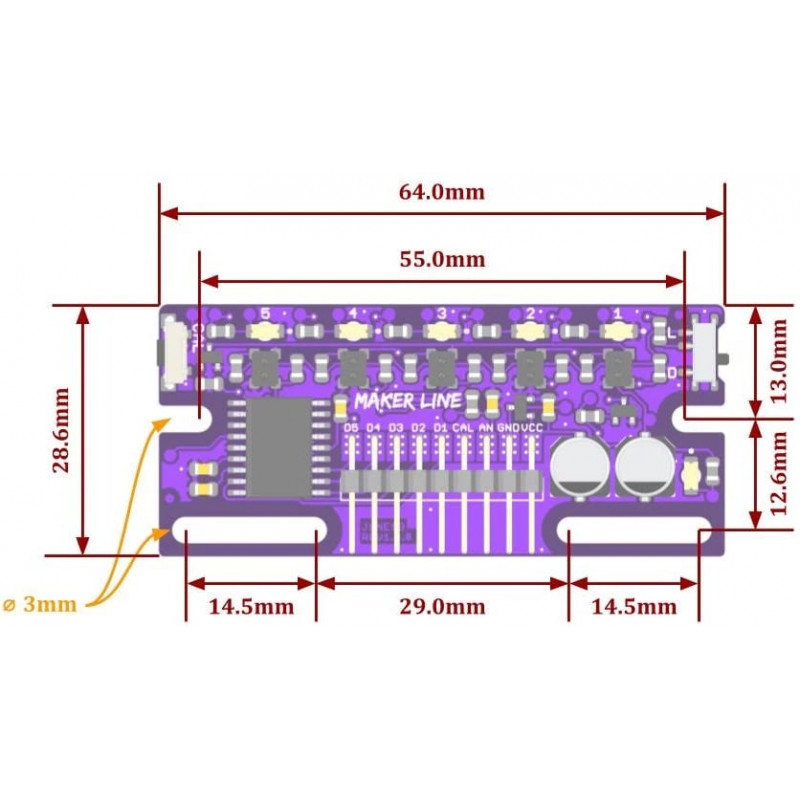 64.0mm
55.0mm
5 4 3 2 1
CAL
L
D
MAKER LINE
D5 D4 D3 D2 D1 CAL AN GND VCC
28.6mm
13.0mm
12.6mm
⌀ 3mm
14.5mm 29.0mm 14.5mm